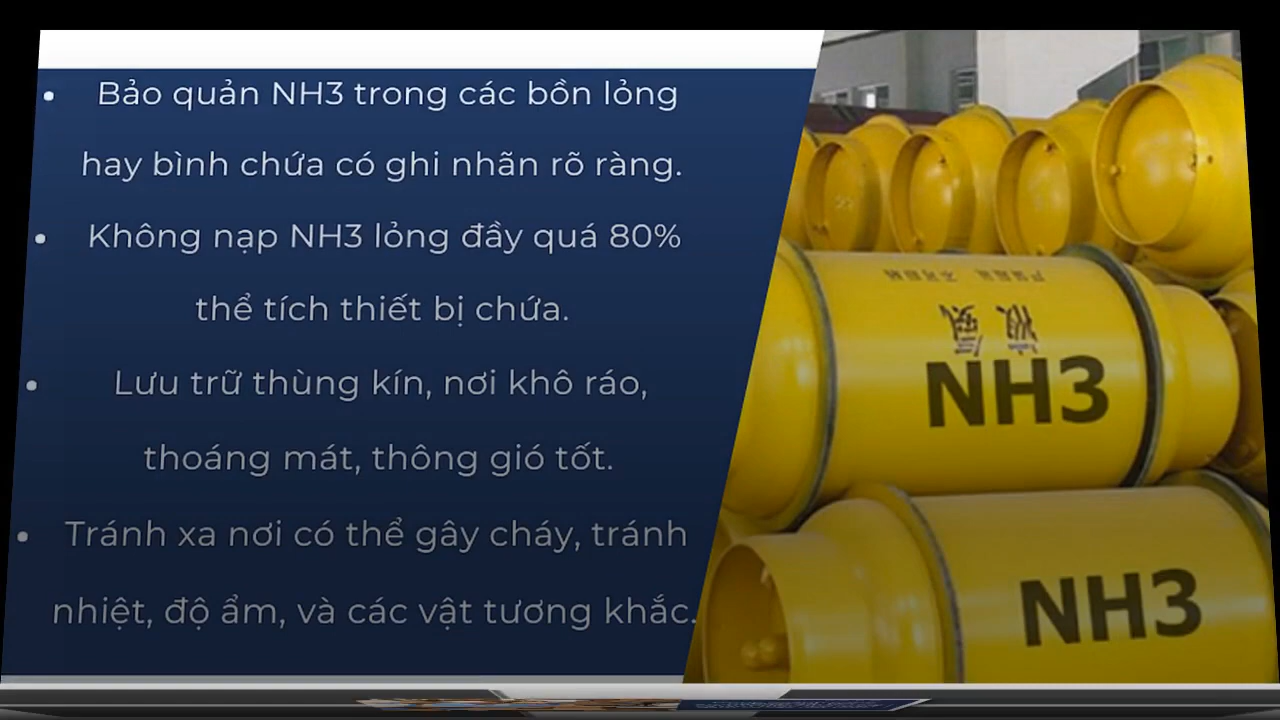 • Bảo quản NH3 trong các bồn lỏng
hay bình chứa có ghi nhãn rõ ràng.
• Không nạp NH3 lỏng đầy quá 80%
thể tích thiết bị chứa.
• Lưu trữ thùng kín, nơi khô ráo,
thoáng mát, thông gió tốt.
• Tránh xa nơi có thể gây cháy, tránh
nhiệt, độ ẩm, và các vật tương khắc.
液氨
NH3
NH3